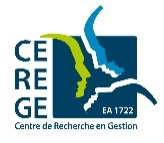 CE
RE
GE
EA 1722
Centre de Recherche en Gestion